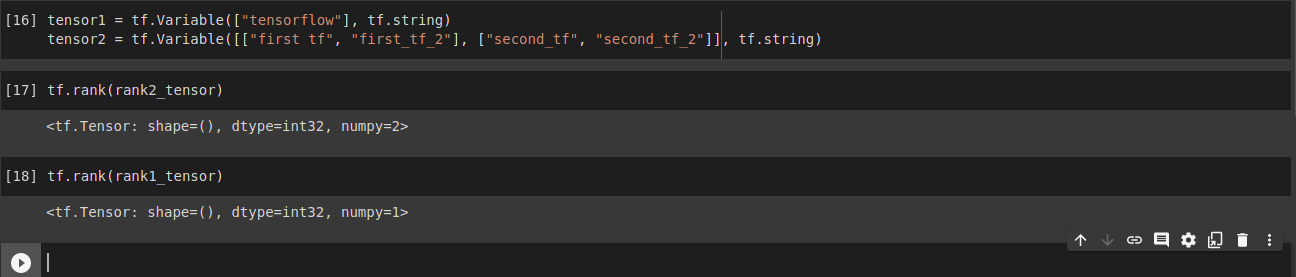 [16] tensor1 = tf.Variable(["tensorflow"], tf.string)
tensor2 = tf.Variable([["first tf", "first_tf_2"], ["second_tf", "second_tf_2"]], tf.string)
[17] tf.rank(rank2_tensor)
<tf.Tensor: shape=(), dtype=int32, numpy=2>
[18] tf.rank(rank1_tensor)
<tf.Tensor: shape=(), dtype=int32, numpy=1>